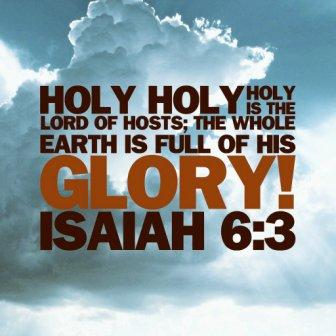 HOLY HOLY HOLY
IS THE
LORD OF HOSTS; THE WHOLE
EARTH IS FULL OF HIS
GLORY!
ISAIAH 6:3